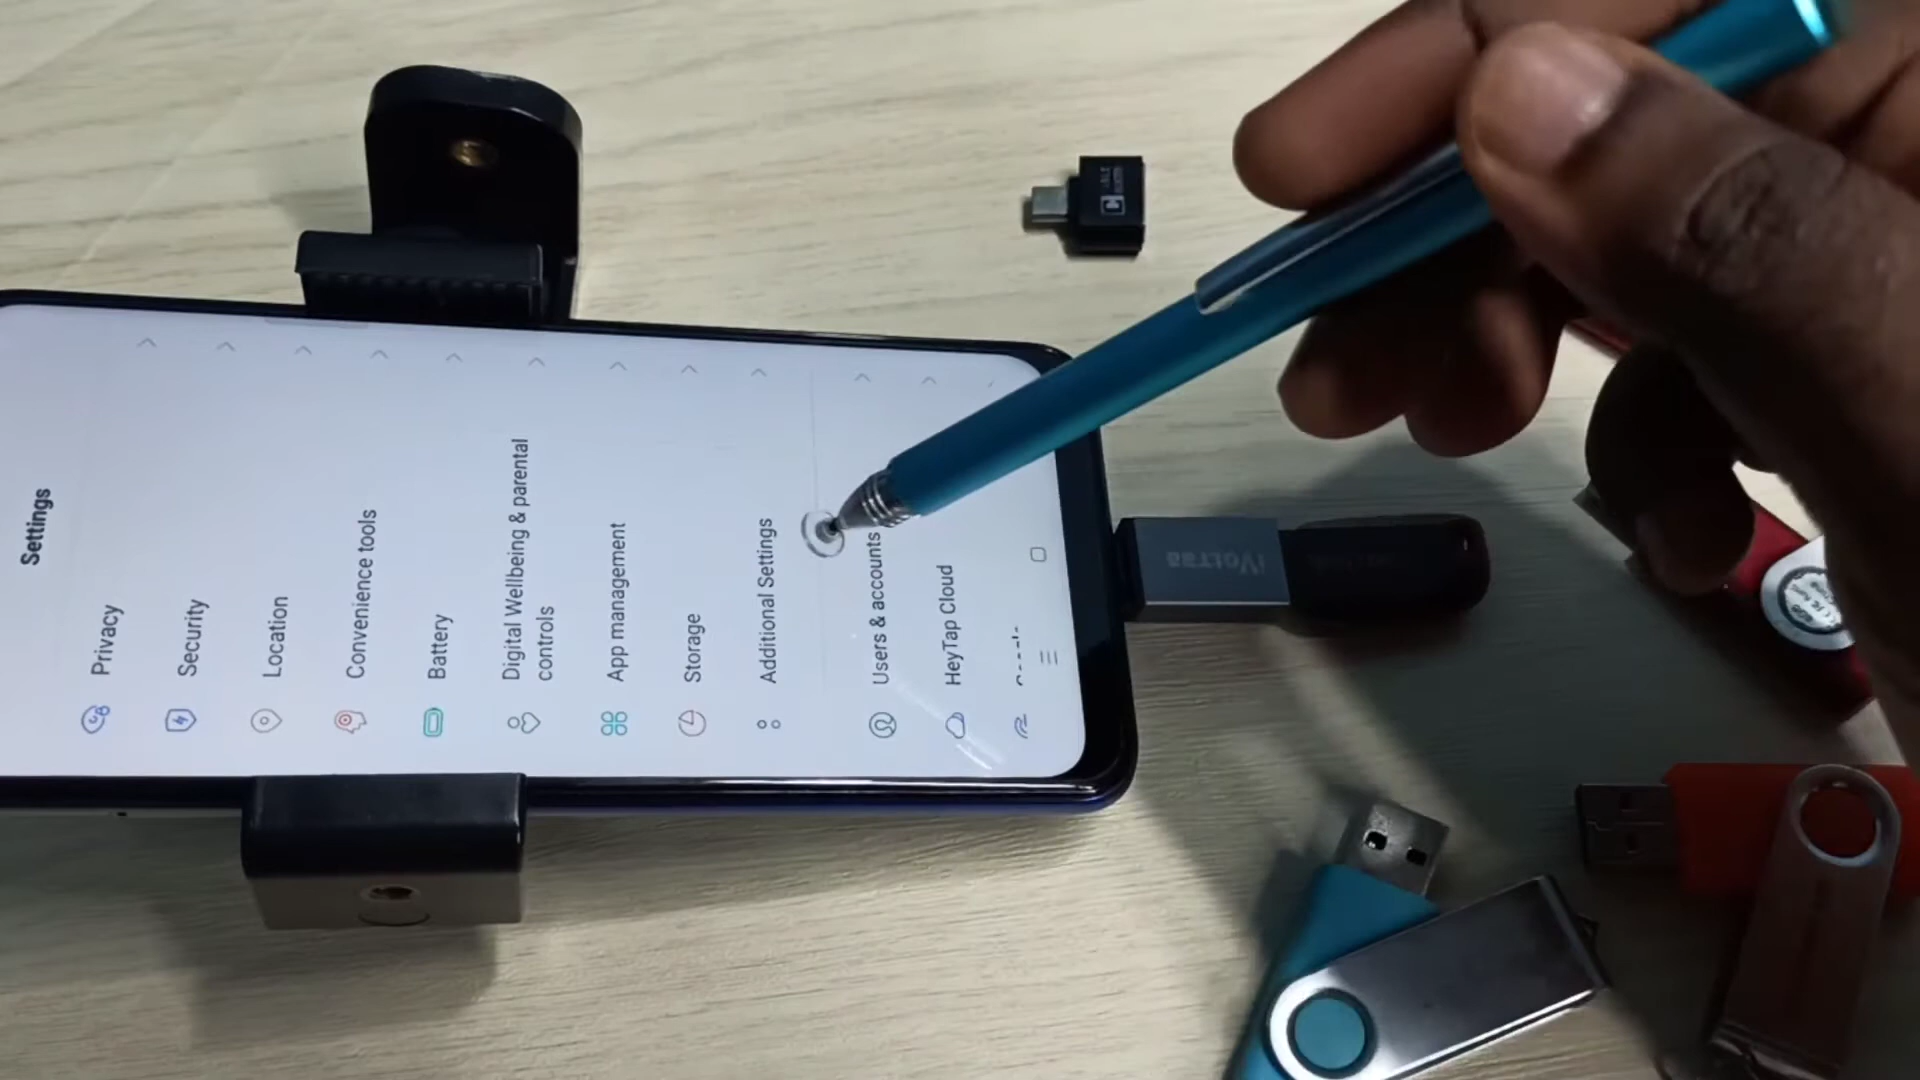 Settings
Privacy
Security
Location
Convenience tools
Battery
Digital Wellbeing & parental
controls
App management
Storage
Additional Settings
Users & accounts
HeyTap Cloud
iVoltaa